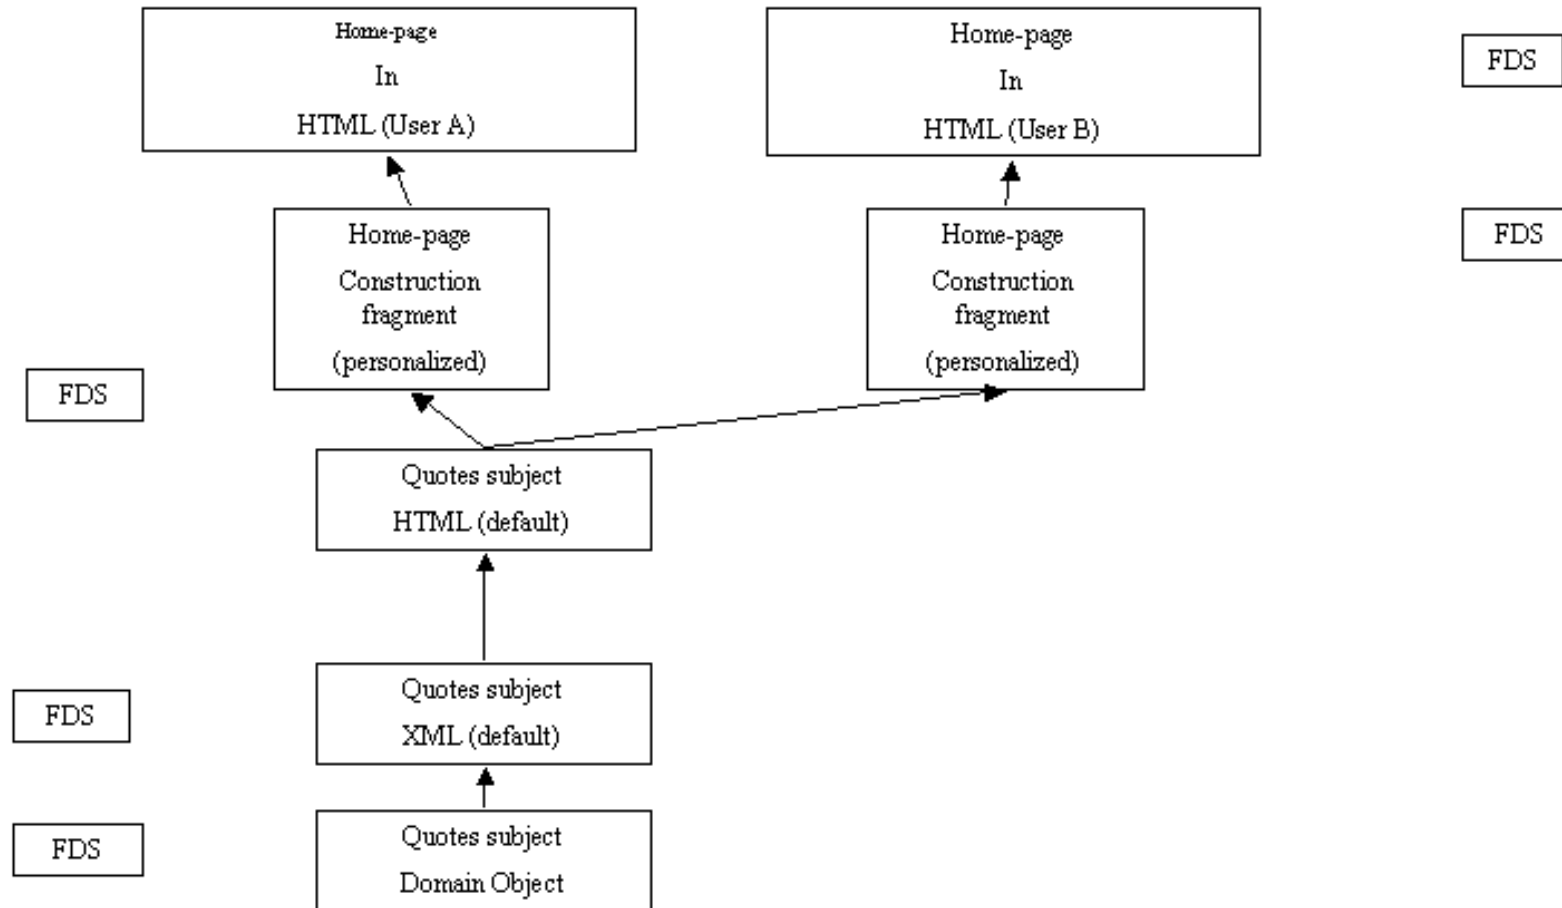 Home-page
In
HTML (User A)
Home-page
In
HTML (User B)
FDS
Home-page
Construction
fragment
(personalized)
Home-page
Construction
fragment
(personalized)
FDS
FDS
Quotes subject
HTML (default)
FDS
Quotes subject
XML (default)
FDS
Quotes subject
Domain Object